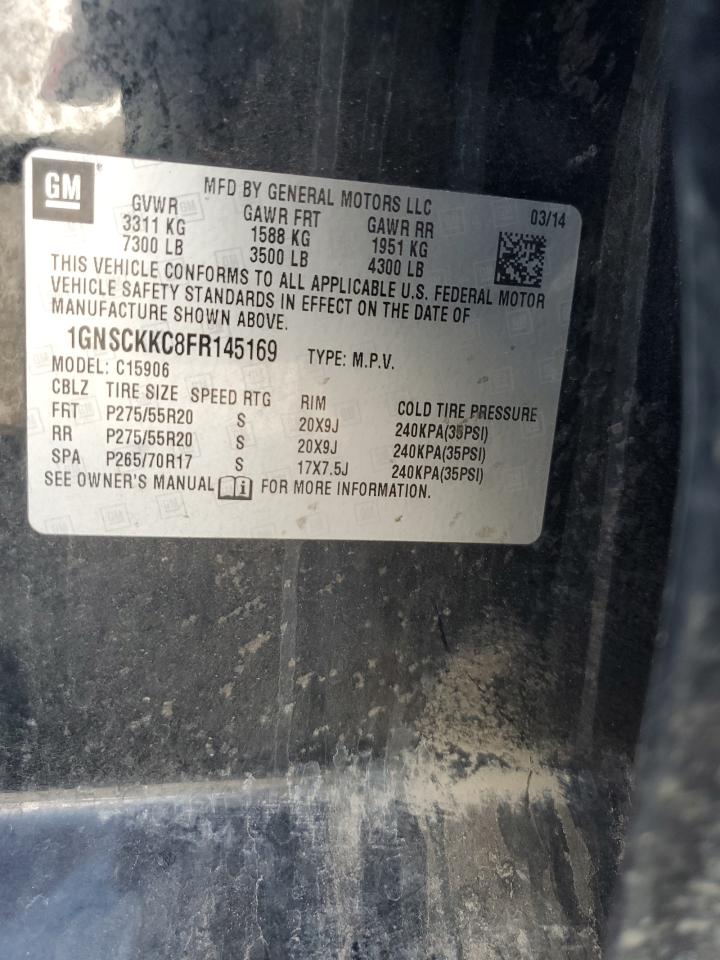 GM
MFD BY GENERAL MOTORS LLC
03/14
GVWR GAWR FRT GAWR RR
3311 KG 1588 KG 1951 KG
7300 LB 3500 LB 4300 LB
THIS VEHICLE CONFORMS TO ALL APPLICABLE U.S. FEDERAL MOTOR
VEHICLE SAFETY STANDARDS IN EFFECT ON THE DATE OF
MANUFACTURE SHOWN ABOVE.
1GNSCKKC8FR145169 TYPE: M.P.V.
MODEL: C15906
CBLZ TIRE SIZE SPEED RTG RIM COLD TIRE PRESSURE
FRT P275/55R20 S 20X9J 240KPA(35PSI)
RR P275/55R20 S 20X9J 240KPA(35PSI)
SPA P265/70R17 S 17X7.5J 240KPA(35PSI)
SEE OWNER'S MANUAL i FOR MORE INFORMATION.